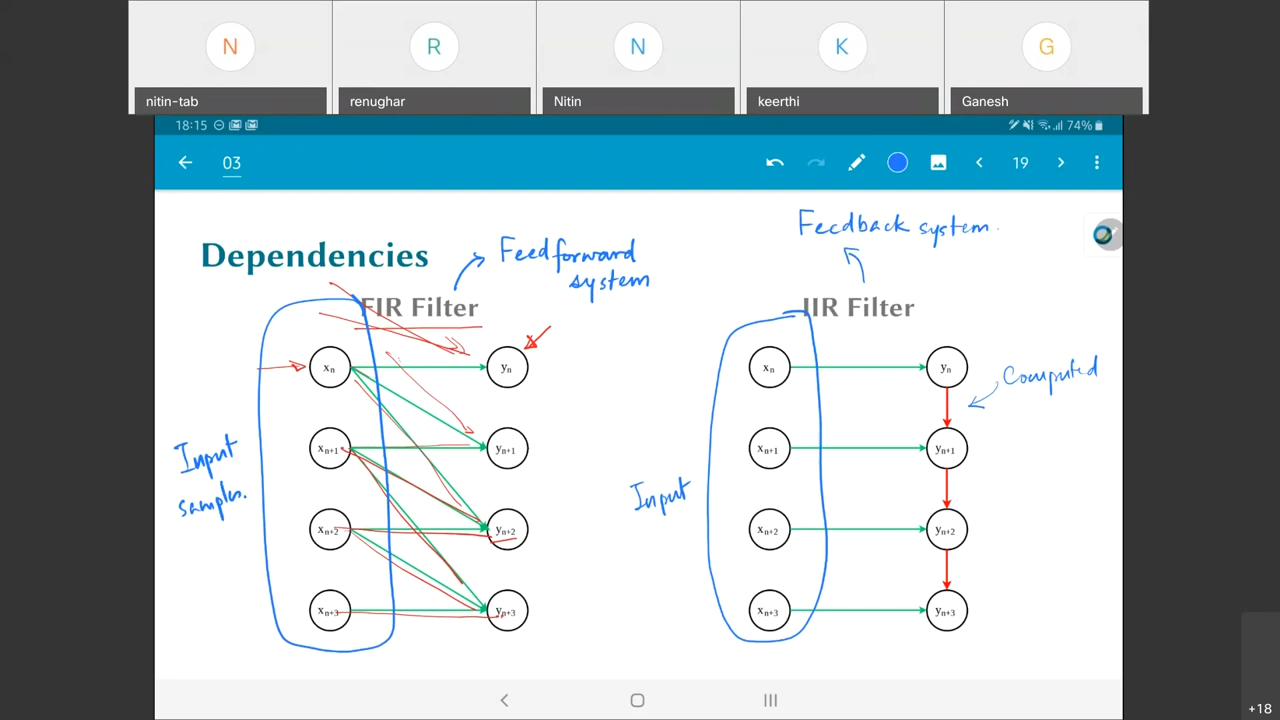 N
R
N
K
G
nitin-tab
renughar
Nitin
keerthi
Ganesh
18:15
74%
03
19
Dependencies
Feedforward
system
Feedback system.
FIR Filter
IIR Filter
xn
yn
xn+1
yn+1
xn+2
yn+2
xn+3
yn+3
Input
samples.
xn
yn
xn+1
yn+1
xn+2
yn+2
xn+3
yn+3
Computed
Input
+18